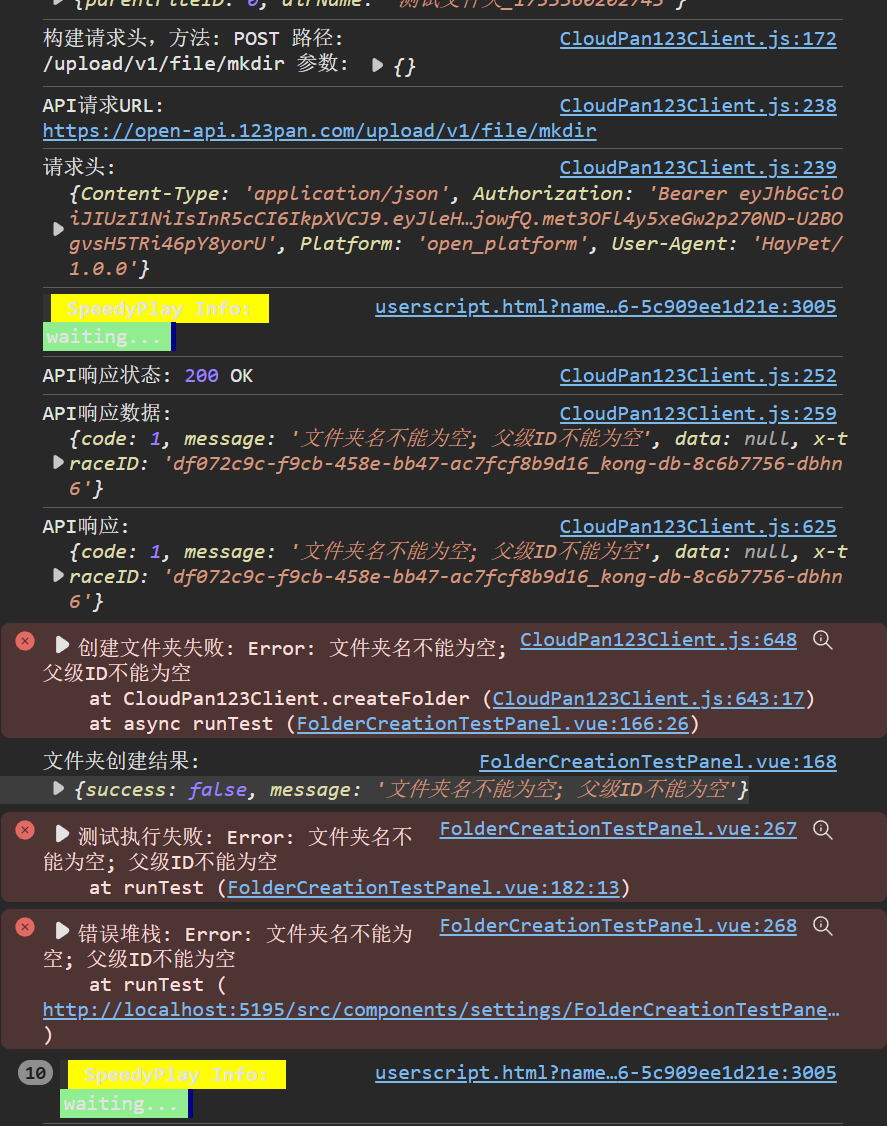 {parentFileID: 0, dirName: '测试文件夹_1753360202745'}
构建请求头，方法: POST 路径: CloudPan123Client.js:172
/upload/v1/file/mkdir 参数: {}
API请求URL: CloudPan123Client.js:238
https://open-api.123pan.com/upload/v1/file/mkdir
请求头: CloudPan123Client.js:239
{Content-Type: 'application/json', Authorization: 'Bearer eyJhbGciO
iJIUzI1NiIsInR5cCI6IkpXVCJ9.eyJleH…jowfQ.met3OFl4y5xeGw2p270ND-U2BO
gvsH5TRi46pY8yorU', Platform: 'open_platform', User-Agent: 'HayPet/
1.0.0'}
SpeedyPlay Info: userscript.html?name…6-5c909ee1d21e:3005
waiting...
API响应状态: 200 OK CloudPan123Client.js:252
API响应数据: CloudPan123Client.js:259
{code: 1, message: '文件夹名不能为空; 父级ID不能为空', data: null, x-t
raceID: 'df072c9c-f9cb-458e-bb47-ac7fcf8b9d16_kong-db-8c6b7756-dbhn
6'}
API响应: CloudPan123Client.js:625
{code: 1, message: '文件夹名不能为空; 父级ID不能为空', data: null, x-t
raceID: 'df072c9c-f9cb-458e-bb47-ac7fcf8b9d16_kong-db-8c6b7756-dbhn
6'}
创建文件夹失败: Error: 文件夹名不能为空; CloudPan123Client.js:648
父级ID不能为空
at CloudPan123Client.createFolder (CloudPan123Client.js:643:17)
at async runTest (FolderCreationTestPanel.vue:166:26)
文件夹创建结果: FolderCreationTestPanel.vue:168
{success: false, message: '文件夹名不能为空; 父级ID不能为空'}
测试执行失败: Error: 文件夹名不 FolderCreationTestPanel.vue:267
能为空; 父级ID不能为空
at runTest (FolderCreationTestPanel.vue:182:13)
错误堆栈: Error: 文件夹名不能为 FolderCreationTestPanel.vue:268
空; 父级ID不能为空
at runTest (
http://localhost:5195/src/components/settings/FolderCreationTestPane…
)
10 SpeedyPlay Info: userscript.html?name…6-5c909ee1d21e:3005
waiting...